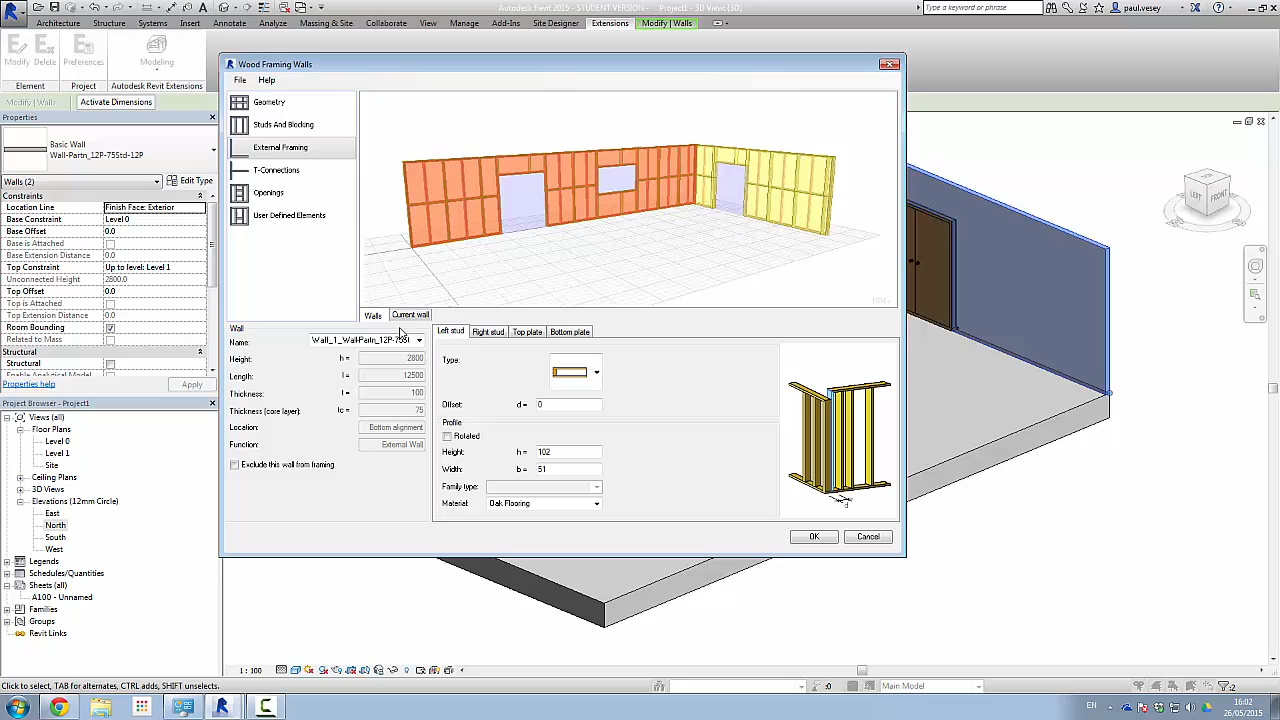 Autodesk Revit 2015 - STUDENT VERSION - Project1 - 3D View: {3D}
Type a keyword or phrase
paul.vesey
Architecture
Structure
Systems
Insert
Annotate
Analyze
Massing & Site
Collaborate
View
Manage
Add-Ins
Site Designer
Extensions
Modify | Walls
Modify
Delete
Preferences
Modeling
Element
Project
Autodesk Revit Extensions
Modify | Walls
Activate Dimensions
Properties
Basic Wall
Wall-Partn_12P-75Std-12P
Walls (2)
Edit Type
Constraints
Location Line
Finish Face: Exterior
Base Constraint
Level 0
Base Offset
0.0
Base is Attached
Base Extension Distance
0.0
Top Constraint
Up to level: Level 1
Unconnected Height
2800.0
Top Offset
0.0
Top is Attached
Top Extension Distance
0.0
Room Bounding
Related to Mass
Structural
Structural
Enable Analytical Model
Properties help
Apply
Project Browser - Project1
Views (all)
Floor Plans
Level 0
Level 1
Site
Ceiling Plans
3D Views
Elevations (12mm Circle)
East
North
South
West
Legends
Schedules/Quantities
Sheets (all)
A100 - Unnamed
Families
Groups
Revit Links
Wood Framing Walls
File
Help
Geometry
Studs And Blocking
External Framing
T-Connections
Openings
User Defined Elements
Walls
Current wall
Wall
Name:
Wall_1_Wall-Partn_12P-75St
Height:
h =
2800
Length:
l =
12500
Thickness:
t =
100
Thickness (core layer):
tc =
75
Location:
Bottom alignment
Function:
External Wall
Exclude this wall from framing
Left stud
Right stud
Top plate
Bottom plate
Type:
Offset:
d =
0
Profile
Rotated
Height:
h =
102
Width:
b =
51
Family type:
Material:
Oak Flooring
d
OK
Cancel
LEFT
FRONT
1 : 100
Click to select, TAB for alternates, CTRL adds, SHIFT unselects.
:0
Main Model
:2
EN
16:02
26/05/2015